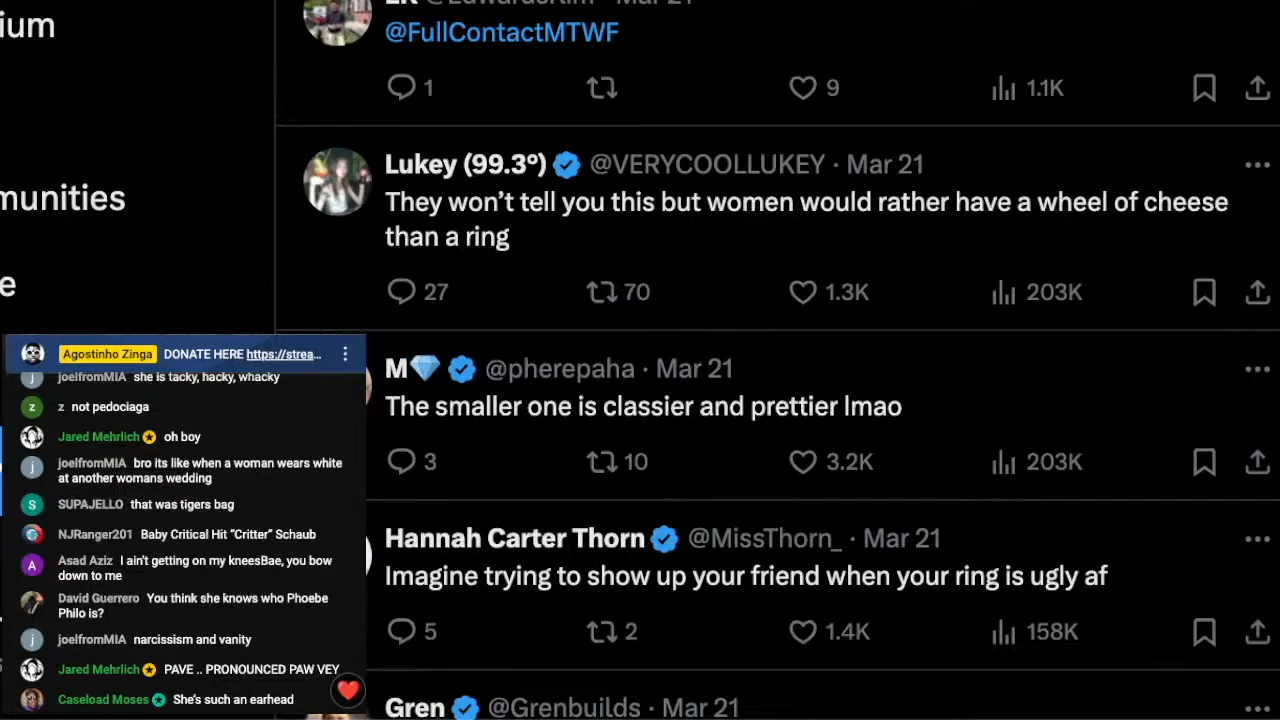 ium
@FullContactMTWF
1
9
1.1K
Lukey (99.3º) @VERYCOOLLUKEY · Mar 21
munities
They won’t tell you this but women would rather have a wheel of cheese
than a ring
e
27
70
1.3K
203K
M💎 @pherepaha · Mar 21
The smaller one is classier and prettier lmao
3
10
3.2K
203K
Hannah Carter Thorn @MissThorn_ · Mar 21
Imagine trying to show up your friend when your ring is ugly af
5
2
1.4K
158K
Gren @Grenbuilds · Mar 21
Agostinho Zinga DONATE HERE https://strea...
j joelfromMIA she is tacky, hacky, whacky
z z not pedociaga
Jared Mehrlich oh boy
j joelfromMIA bro its like when a woman wears white
at another womans wedding
S SUPAJELLO that was tigers bag
NJRanger201 Baby Critical Hit “Critter” Schaub
A Asad Aziz I ain't getting on my kneesBae, you bow
down to me
David Guerrero You think she knows who Phoebe
Philo is?
j joelfromMIA narcissism and vanity
Jared Mehrlich PAVE .. PRONOUNCED PAW VEY
Caseload Moses She’s such an earhead